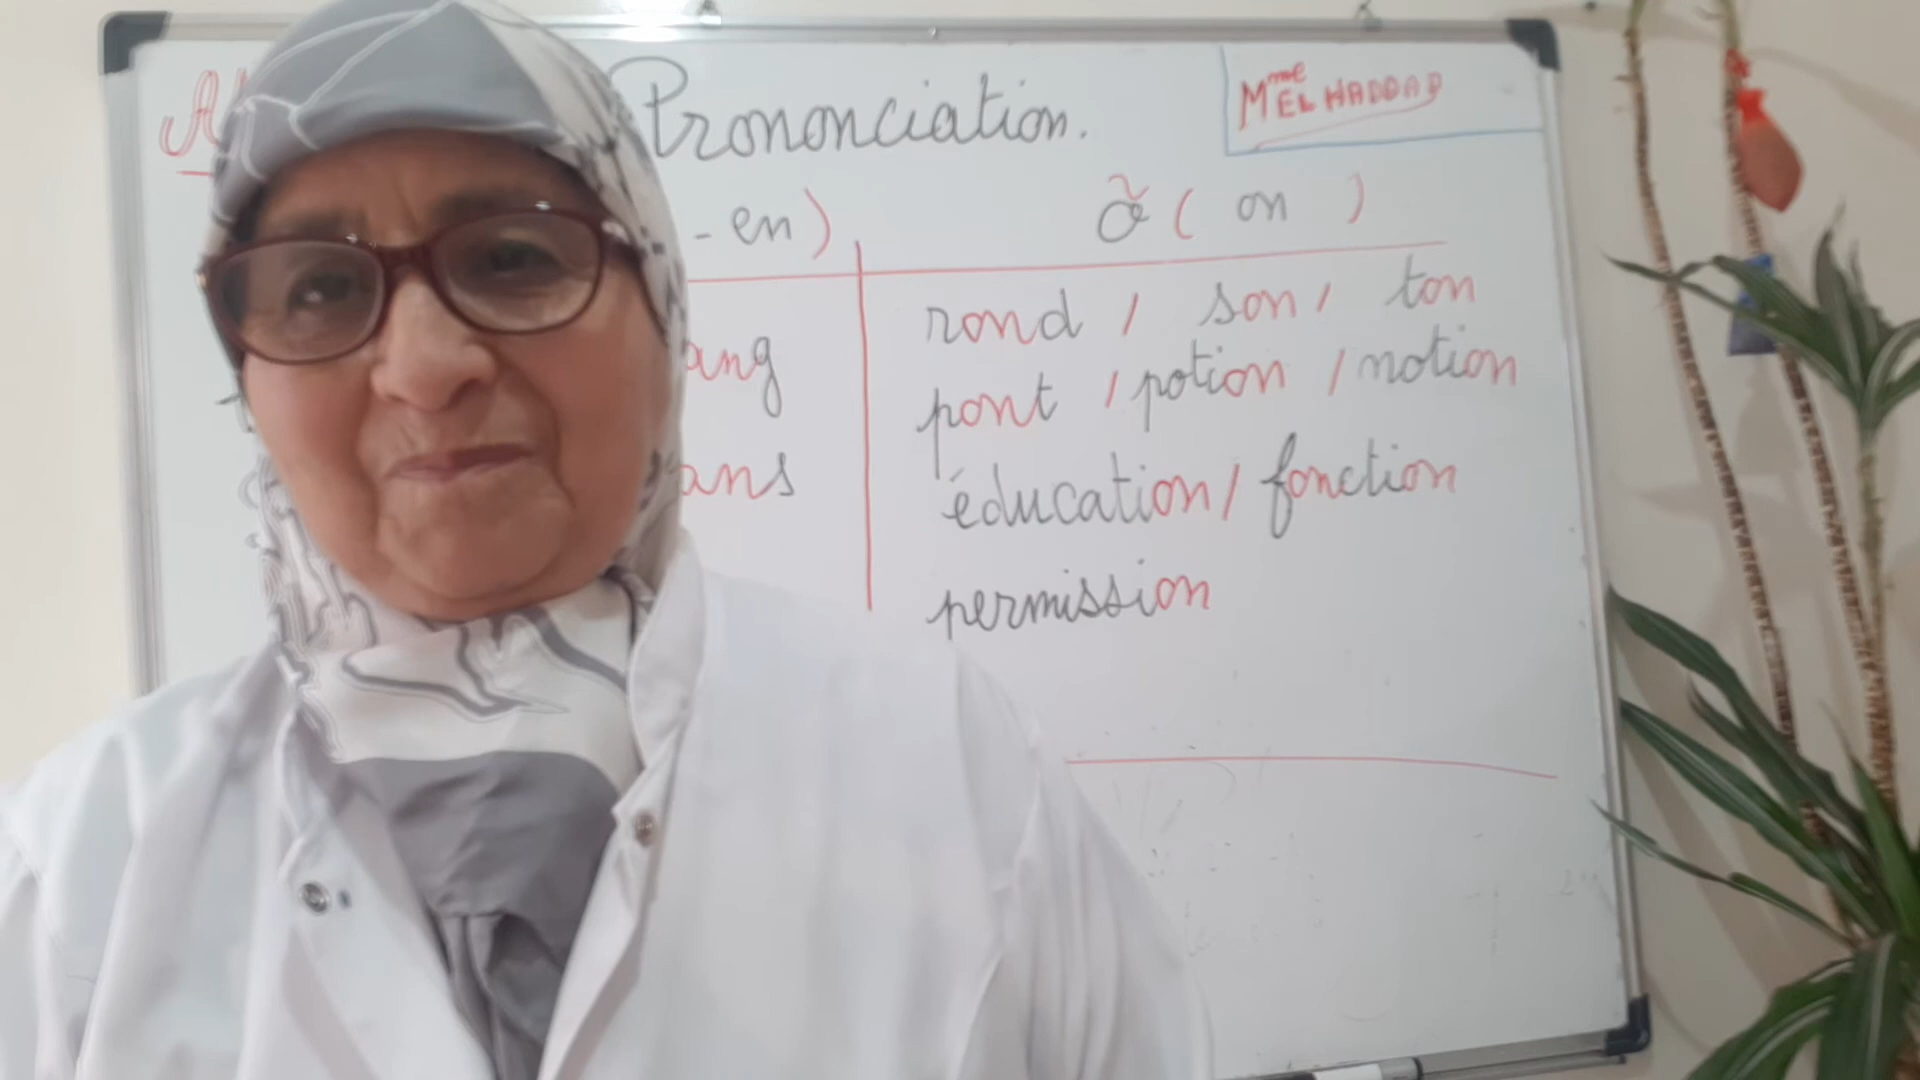 Prononciation.
Mme EL HADDAD
- en)
õ ( on )
rond / son / ton
ang
pont / potion / notion
ans
éducation / fonction
permission